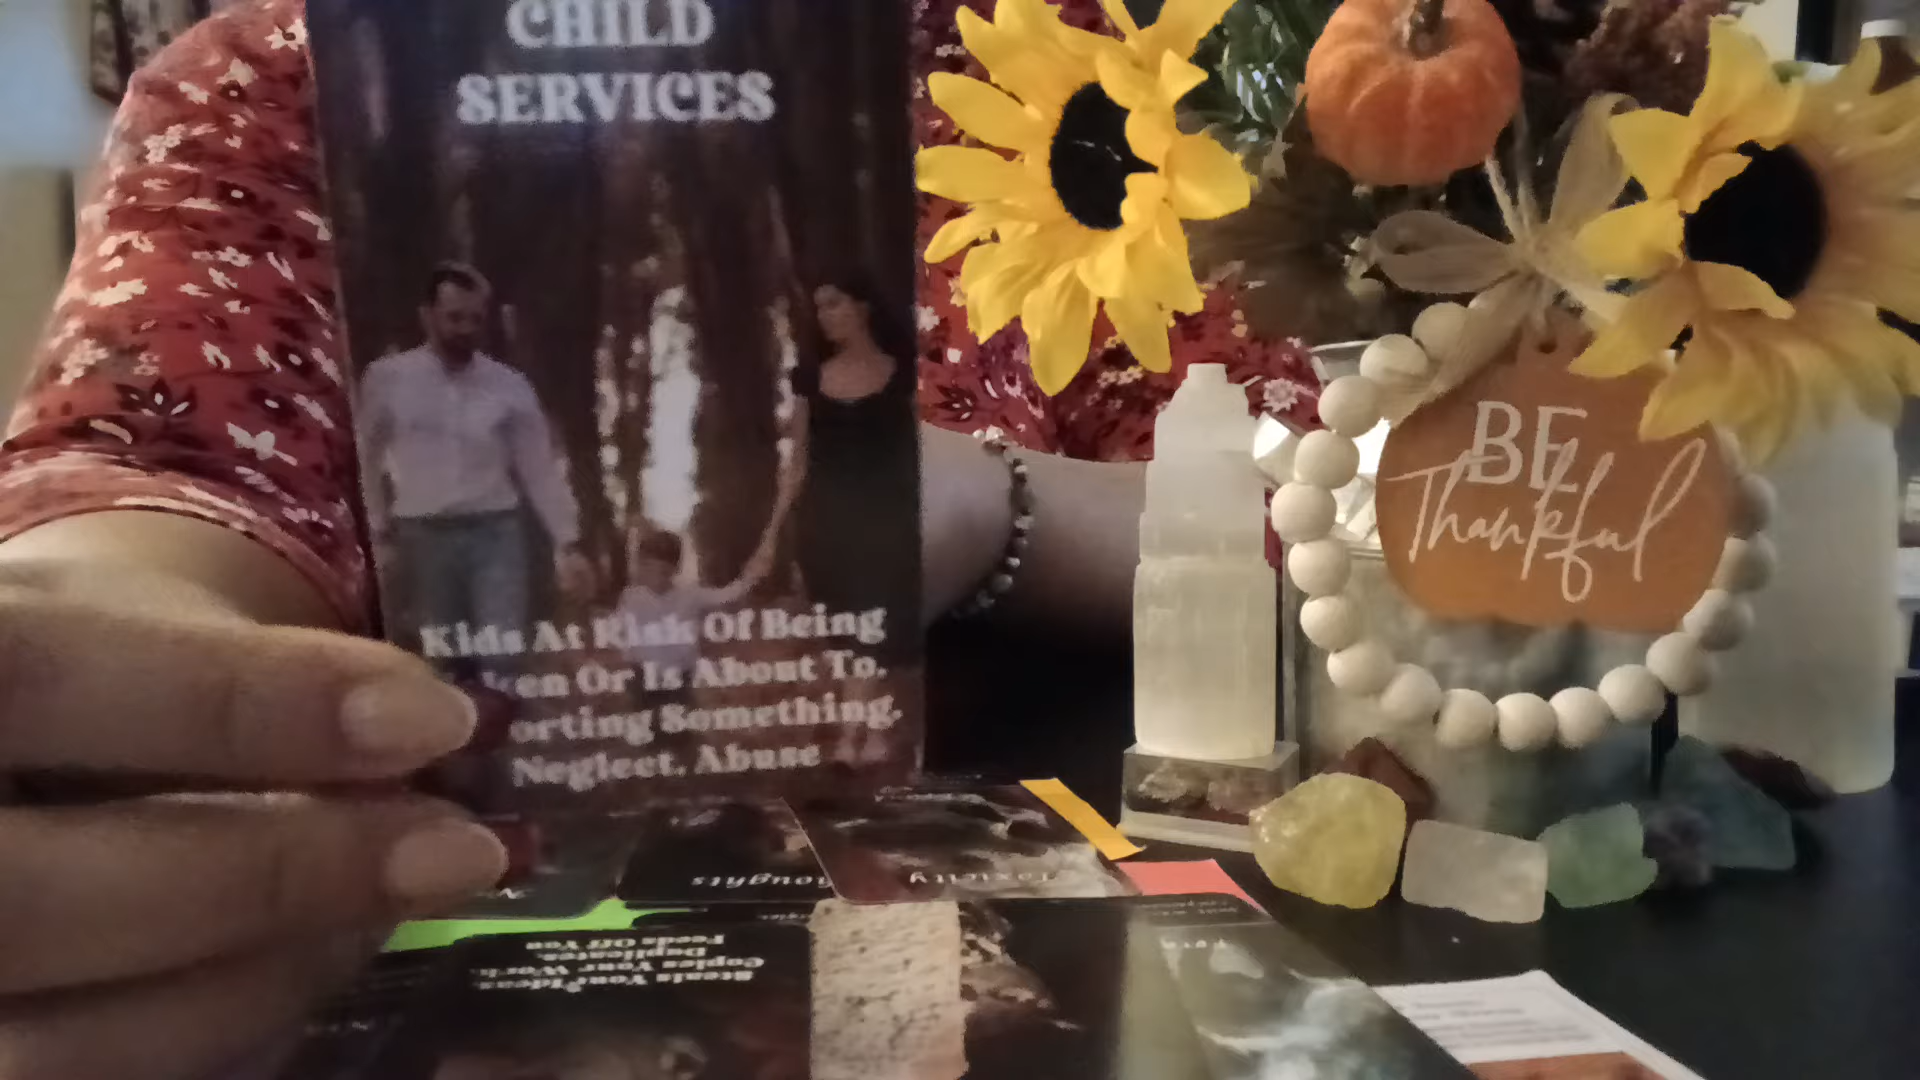 CHILD
SERVICES
Kids At Risk Of Being
Or Is About To.
Something.
Neglect. Abuse
BE
Thankful
Toxicity
Steals Your Ideas.
Copies Your Work.
Duplicates.
Feeds Off You